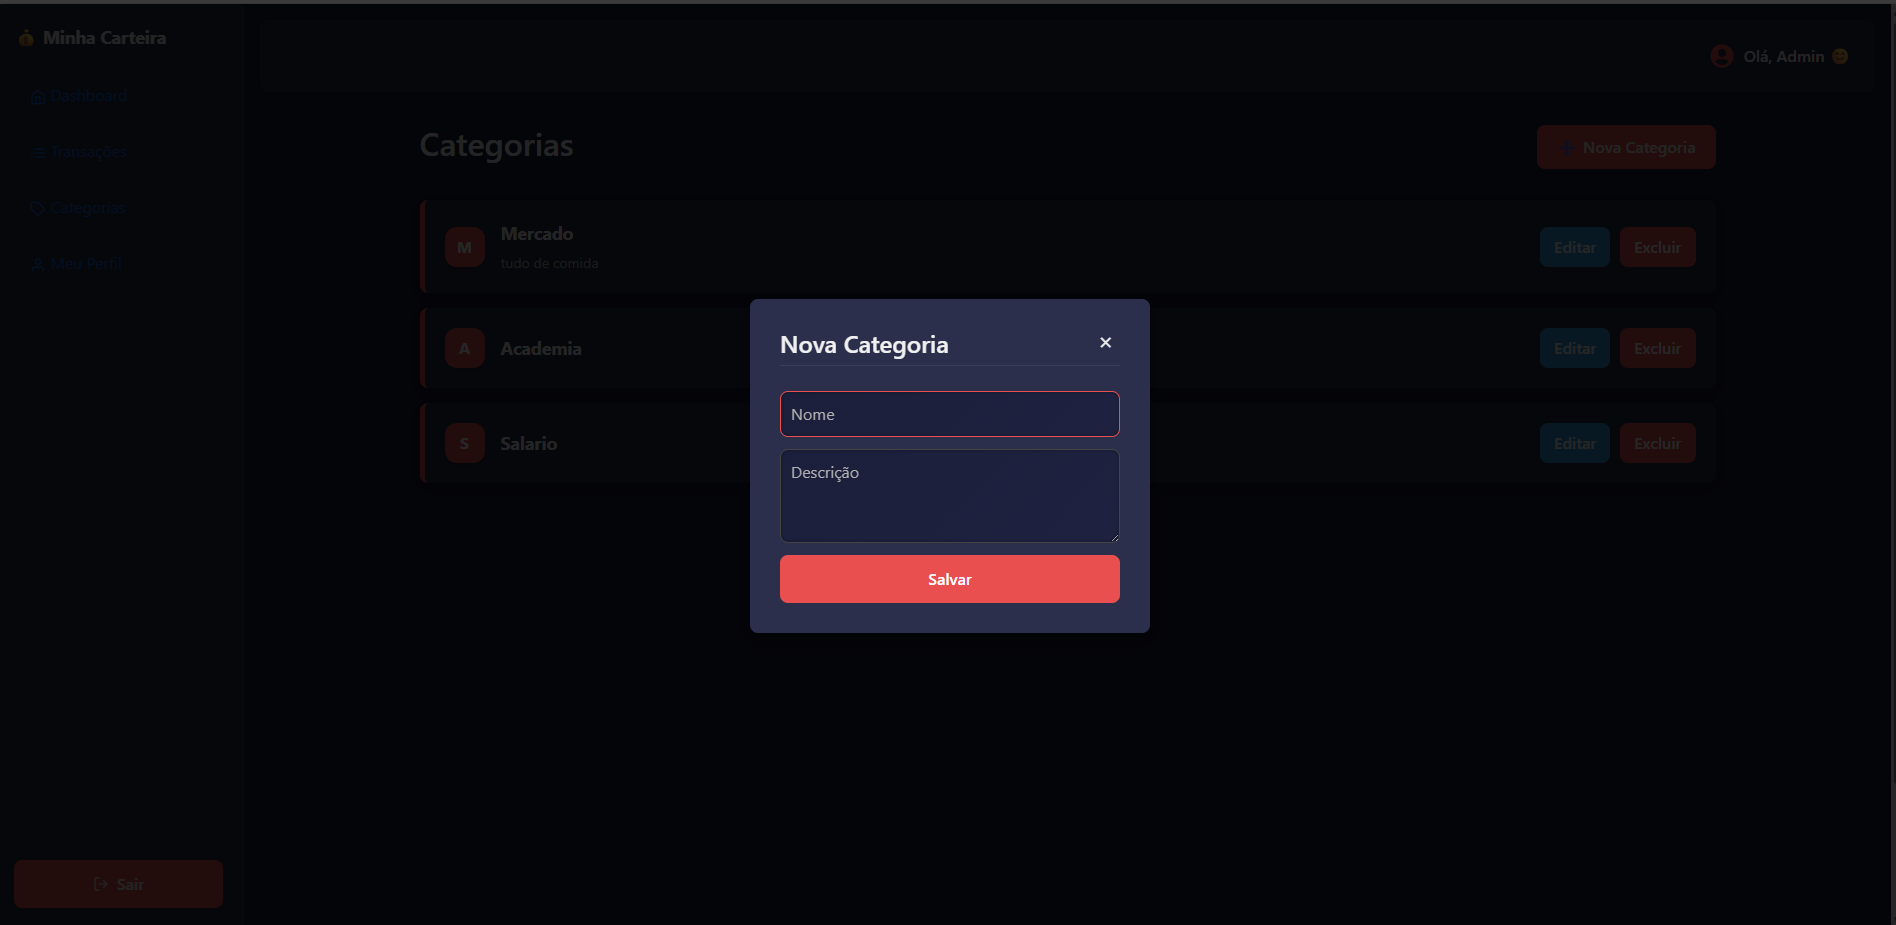 Minha Carteira
Olá, Admin
Dashboard
Transações
Categorias
Meu Perfil
Categorias
Nova Categoria
M
Mercado
tudo de comida
Editar
Excluir
A
Academia
Editar
Excluir
S
Salario
Editar
Excluir
Nova Categoria
×
Nome
Descrição
Salvar
Sair